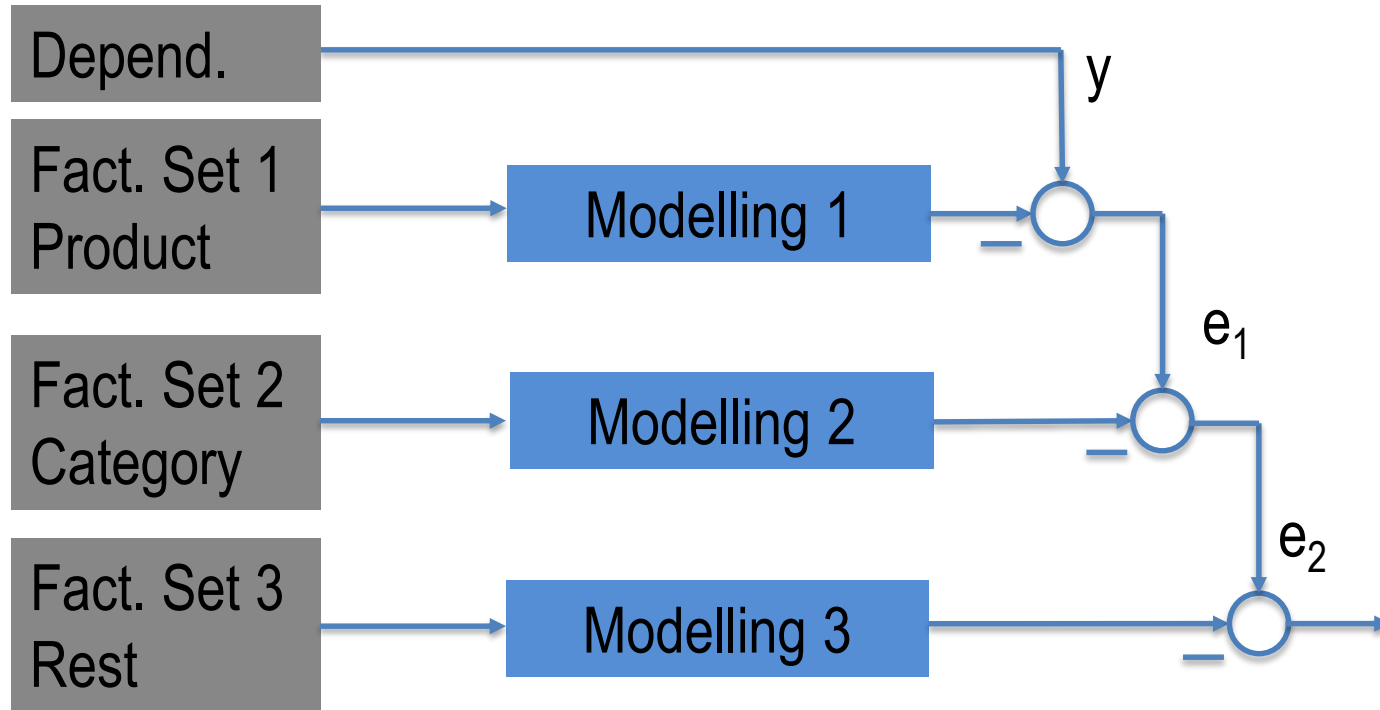 Depend.
y
Fact. Set 1
Product
Modelling 1
e₁
Fact. Set 2
Category
Modelling 2
e₂
Fact. Set 3
Rest
Modelling 3